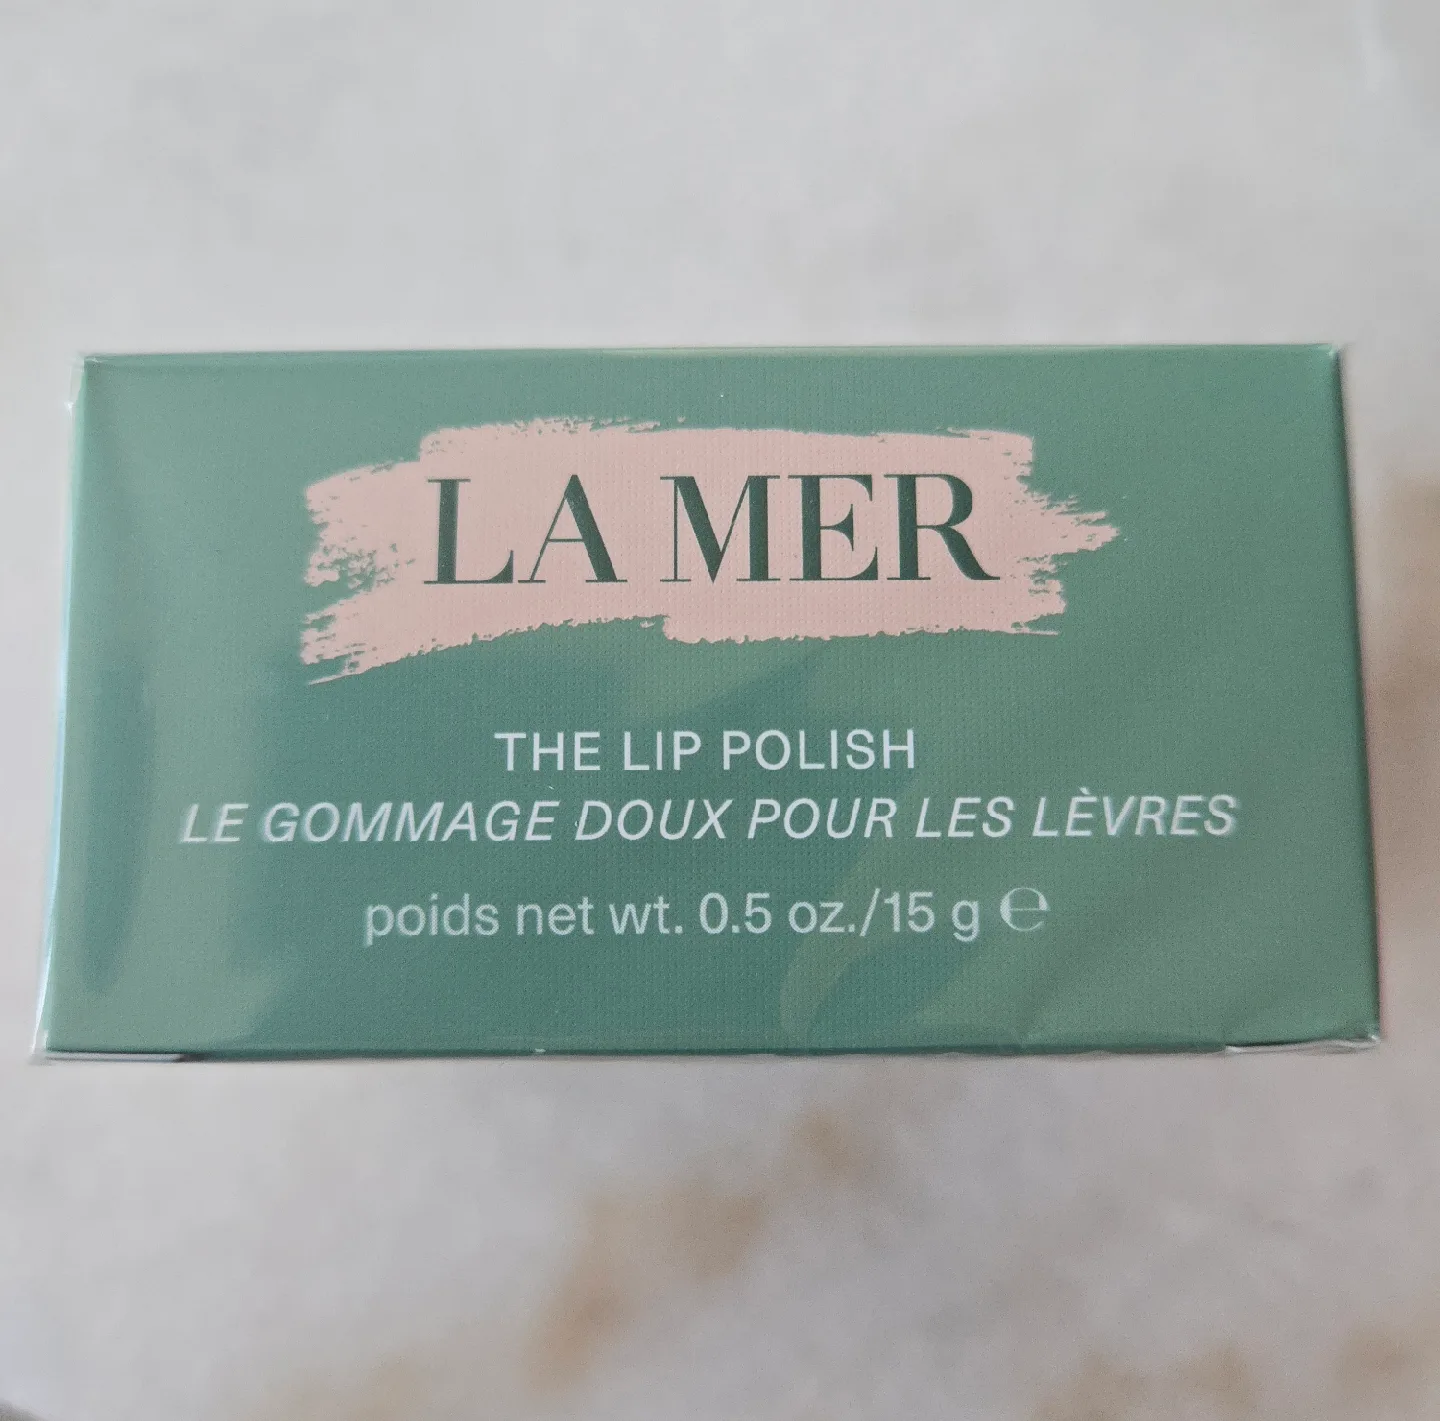 LA MER
THE LIP POLISH
LE GOMMAGE DOUX POUR LES LÈVRES
poids net wt. 0.5 oz./15 g ℮